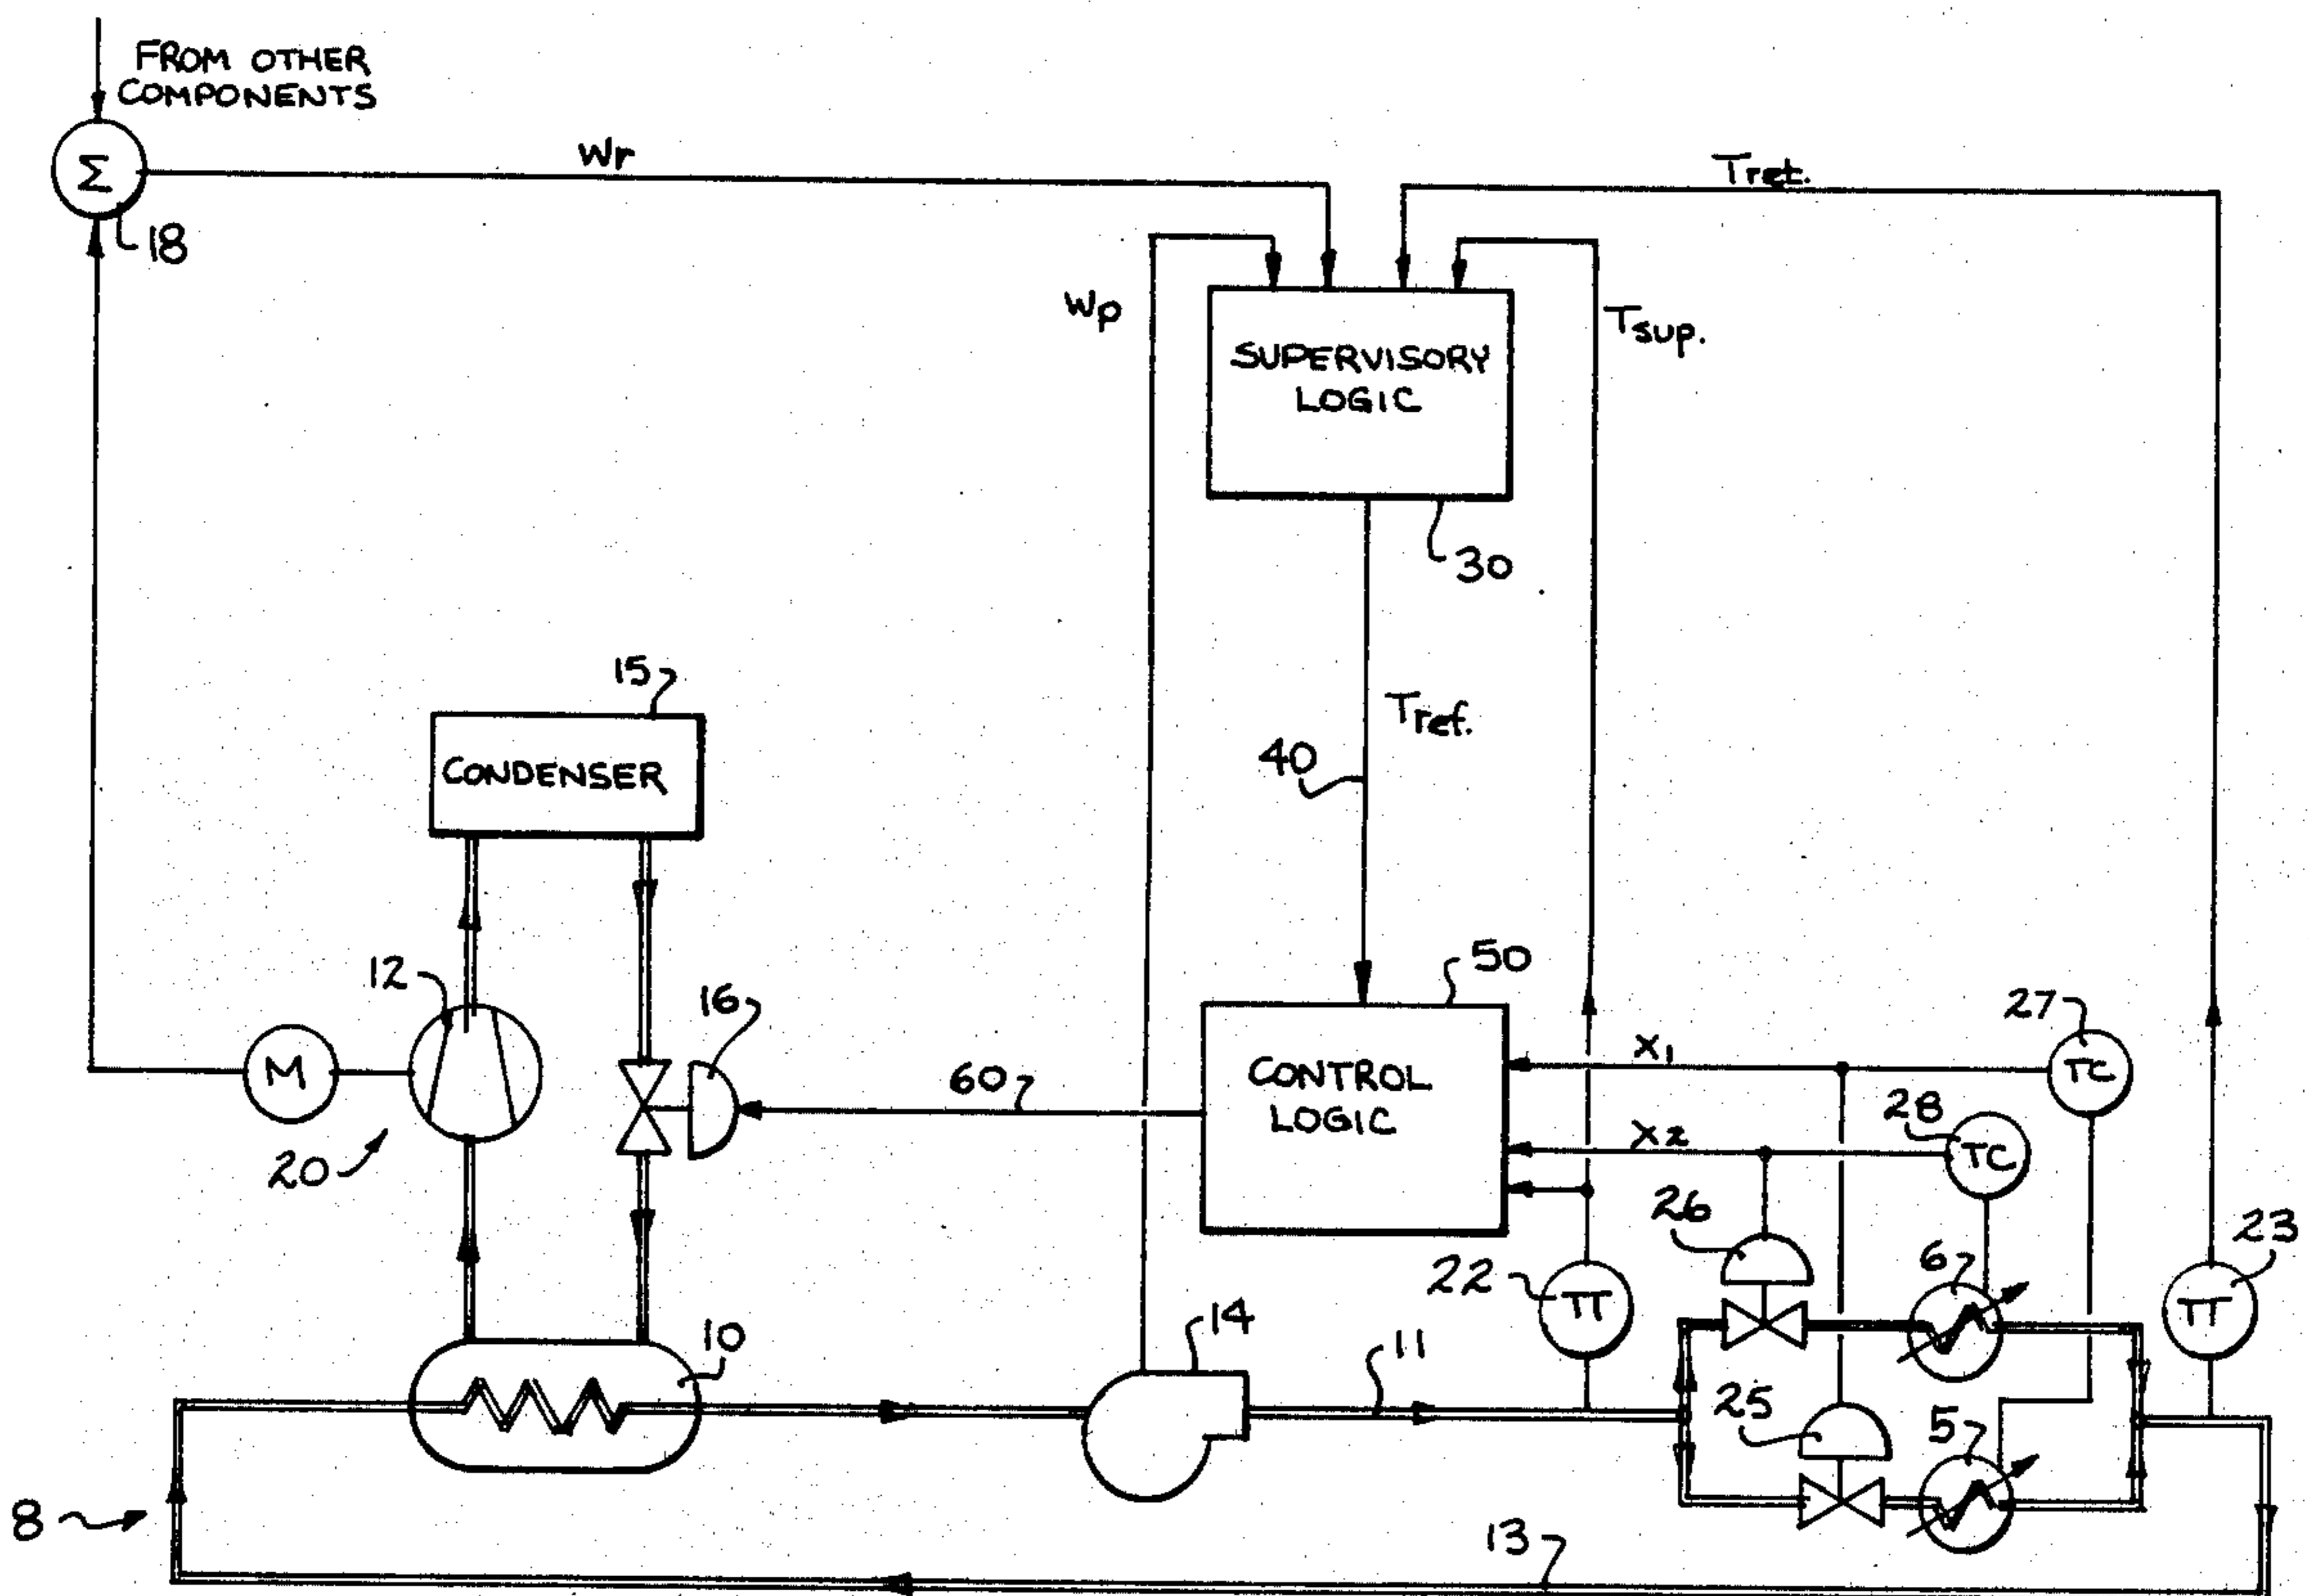 FROM OTHER
COMPONENTS
Σ
18
Wr
Tret.
Wp
Tsup.
SUPERVISORY
LOGIC
30
15
CONDENSER
Tref.
40
12
16
M
20
60
50
CONTROL
LOGIC
X1
X2
27
TC
28
TC
26
22
TT
6
23
TT
10
14
11
25
5
8
13